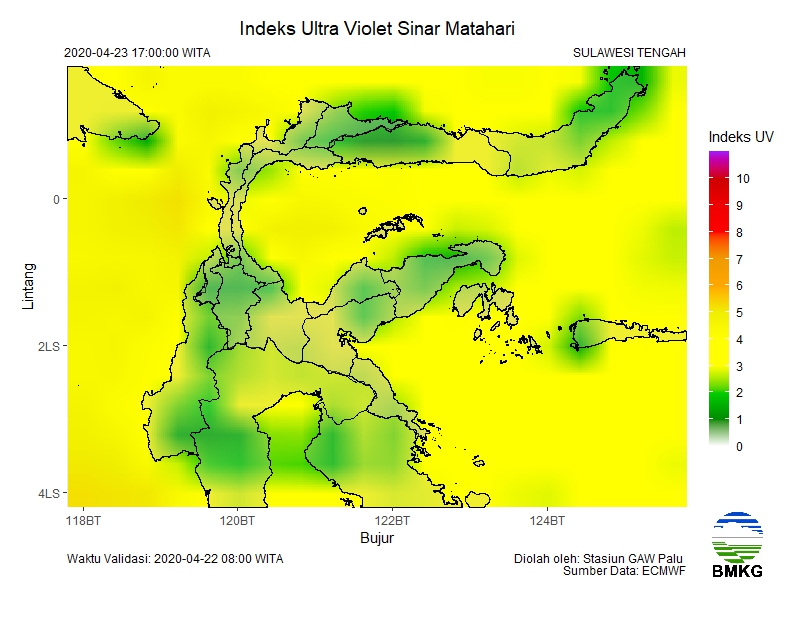 Indeks Ultra Violet Sinar Matahari
2020-04-23 17:00:00 WITA
SULAWESI TENGAH
Indeks UV
10
9
8
7
6
5
4
3
2
1
0
Lintang
0
2LS
4LS
118BT
120BT
122BT
124BT
Bujur
Waktu Validasi: 2020-04-22 08:00 WITA
Diolah oleh: Stasiun GAW Palu
Sumber Data: ECMWF
BMKG